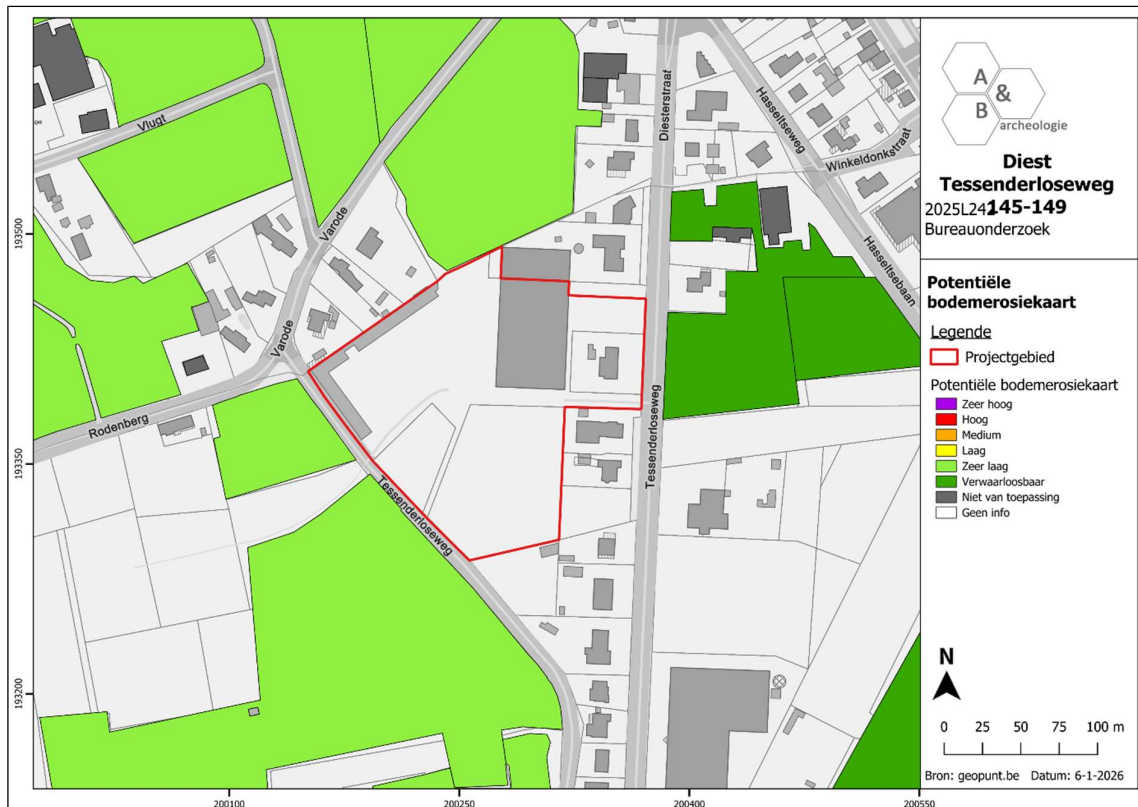 A
&
B
archeologie
Diest
Tessenderloseweg
145-149
2025L24
Bureauonderzoek
Potentiële
bodemerosiekaart
Legende
Projectgebied
Potentiële bodemerosiekaart
Zeer hoog
Hoog
Medium
Laag
Zeer laag
Verwaarloosbaar
Niet van toepassing
Geen info
N
0 25 50 75 100 m
Bron: geopunt.be Datum: 6-1-2026
Vlugt
Varode
Varode
Rodenberg
Tessenderloseweg
Tessenderloseweg
Diesterstraat
Hasseltseweg
Winkeldonkstraat
Hasseltsebaan
193500
193350
193200
200100
200250
200400
200550